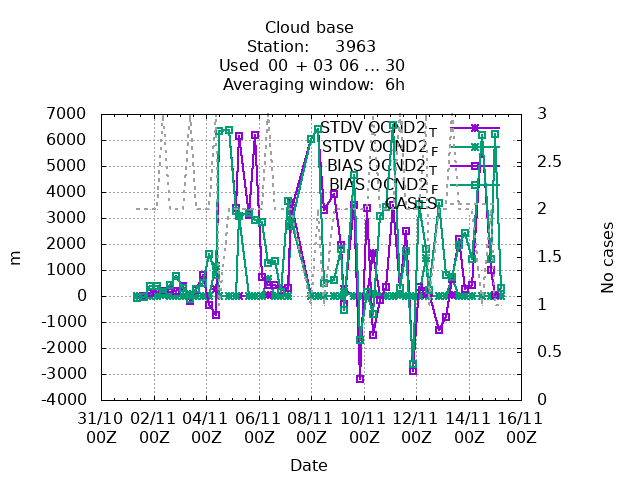 Cloud base
Station: 3963
Used 00 + 03 06 ... 30
Averaging window: 6h
7000
6000
5000
4000
3000
2000
1000
0
-1000
-2000
-3000
-4000
m
3
2.5
2
1.5
1
0.5
0
No cases
STDV OCND2 T
STDV OCND2 F
BIAS OCND2 T
BIAS OCND2 F
CASES
31/10 02/11 04/11 06/11 08/11 10/11 12/11 14/11 16/11
00Z 00Z 00Z 00Z 00Z 00Z 00Z 00Z 00Z
Date